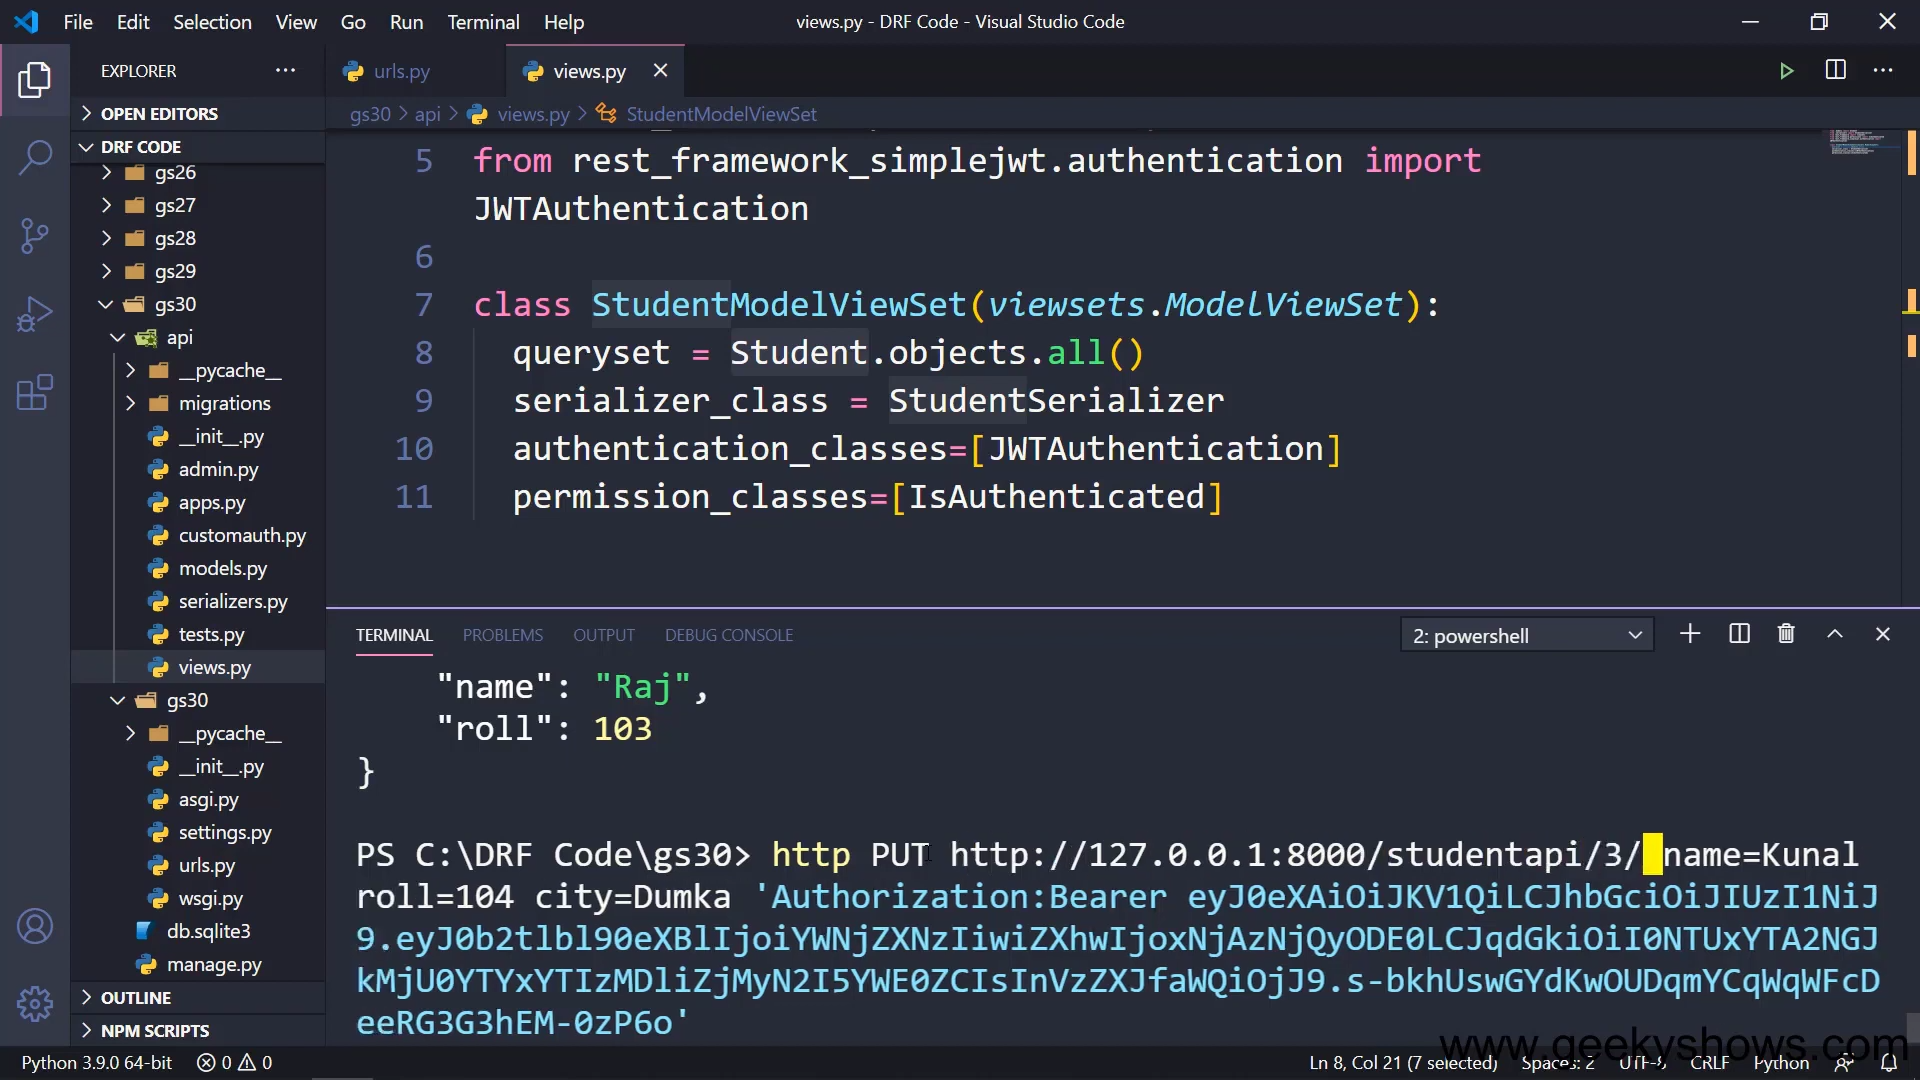 File Edit Selection View Go Run Terminal Help
views.py - DRF Code - Visual Studio Code
EXPLORER
OPEN EDITORS
DRF CODE
gs26
gs27
gs28
gs29
gs30
api
__pycache__
migrations
__init__.py
admin.py
apps.py
customauth.py
models.py
serializers.py
tests.py
views.py
gs30
__pycache__
__init__.py
asgi.py
settings.py
urls.py
wsgi.py
db.sqlite3
manage.py
OUTLINE
NPM SCRIPTS
urls.py
views.py
gs30 > api > views.py > StudentModelViewSet
5 from rest_framework_simplejwt.authentication import
JWTAuthentication
6
7 class StudentModelViewSet(viewsets.ModelViewSet):
8 queryset = Student.objects.all()
9 serializer_class = StudentSerializer
10 authentication_classes=[JWTAuthentication]
11 permission_classes=[IsAuthenticated]
TERMINAL PROBLEMS OUTPUT DEBUG CONSOLE
2: powershell
"name": "Raj",
"roll": 103
}
PS C:\DRF Code\gs30> http PUT http://127.0.0.1:8000/studentapi/3/ name=Kunal
roll=104 city=Dumka 'Authorization:Bearer eyJ0eXAiOiJKV1QiLCJhbGciOiJIUzI1NiJ
9.eyJ0b2tlbl90eXBlIjoiYWNjZXNzIiwiZXhwIjoxNjAzNjQyODE0LCJqdGkiOiI0NTUxYTA2NGJ
kMjU0YTYxYTIzMDliZjMyN2I5YWE0ZCIsInVzZXJfaWQiOjJ9.s-bkhUswGYdKwOUDqmYCqWqWFcD
eeRG3G3hEM-0zP6o'
www.geekyshows.com
Python 3.9.0 64-bit 0 0
Ln 8, Col 21 (7 selected) Spaces: 2 UTF-8 CRLF Python